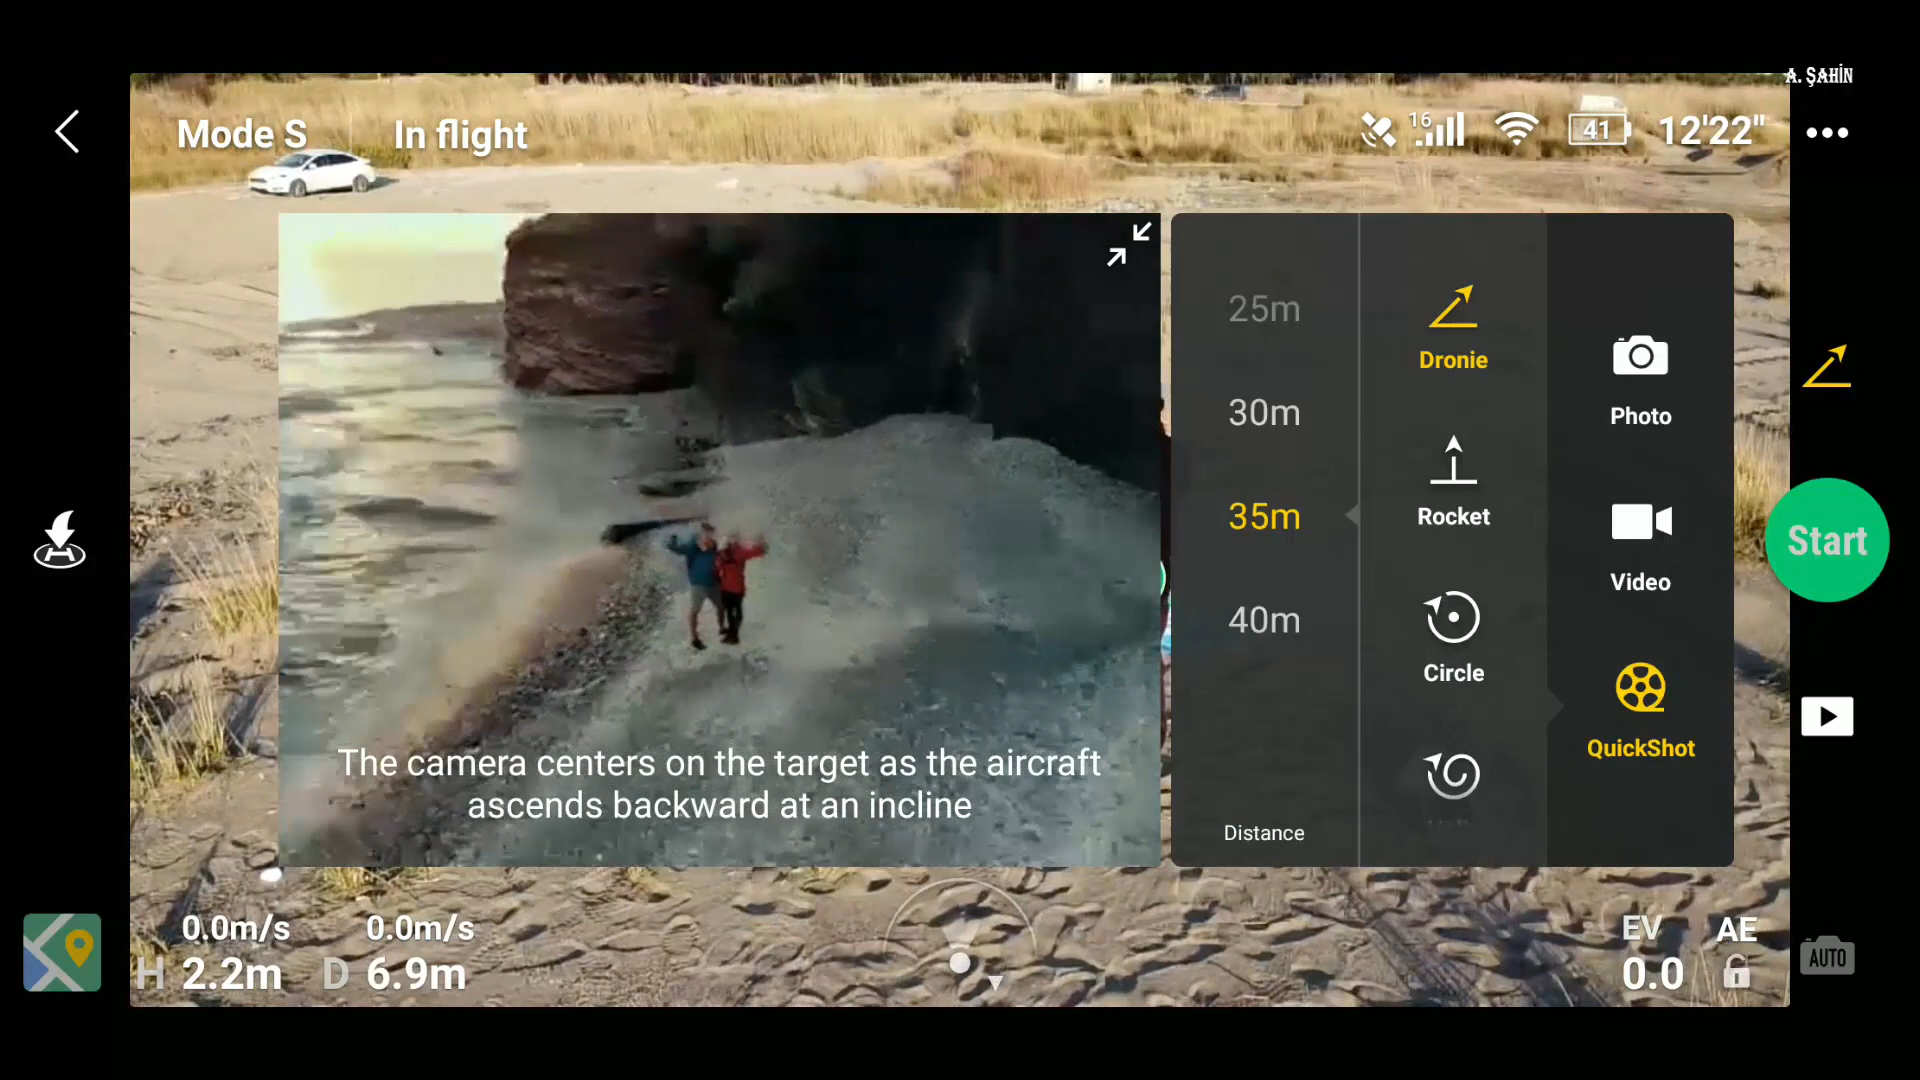 A. ŞAHİN
Mode S
In flight
16
41
12'22"
25m
30m
35m
40m
Distance
Dronie
Rocket
Circle
Photo
Video
QuickShot
Start
The camera centers on the target as the aircraft
ascends backward at an incline
0.0m/s
0.0m/s
H 2.2m
D 6.9m
EV
0.0
AE
AUTO